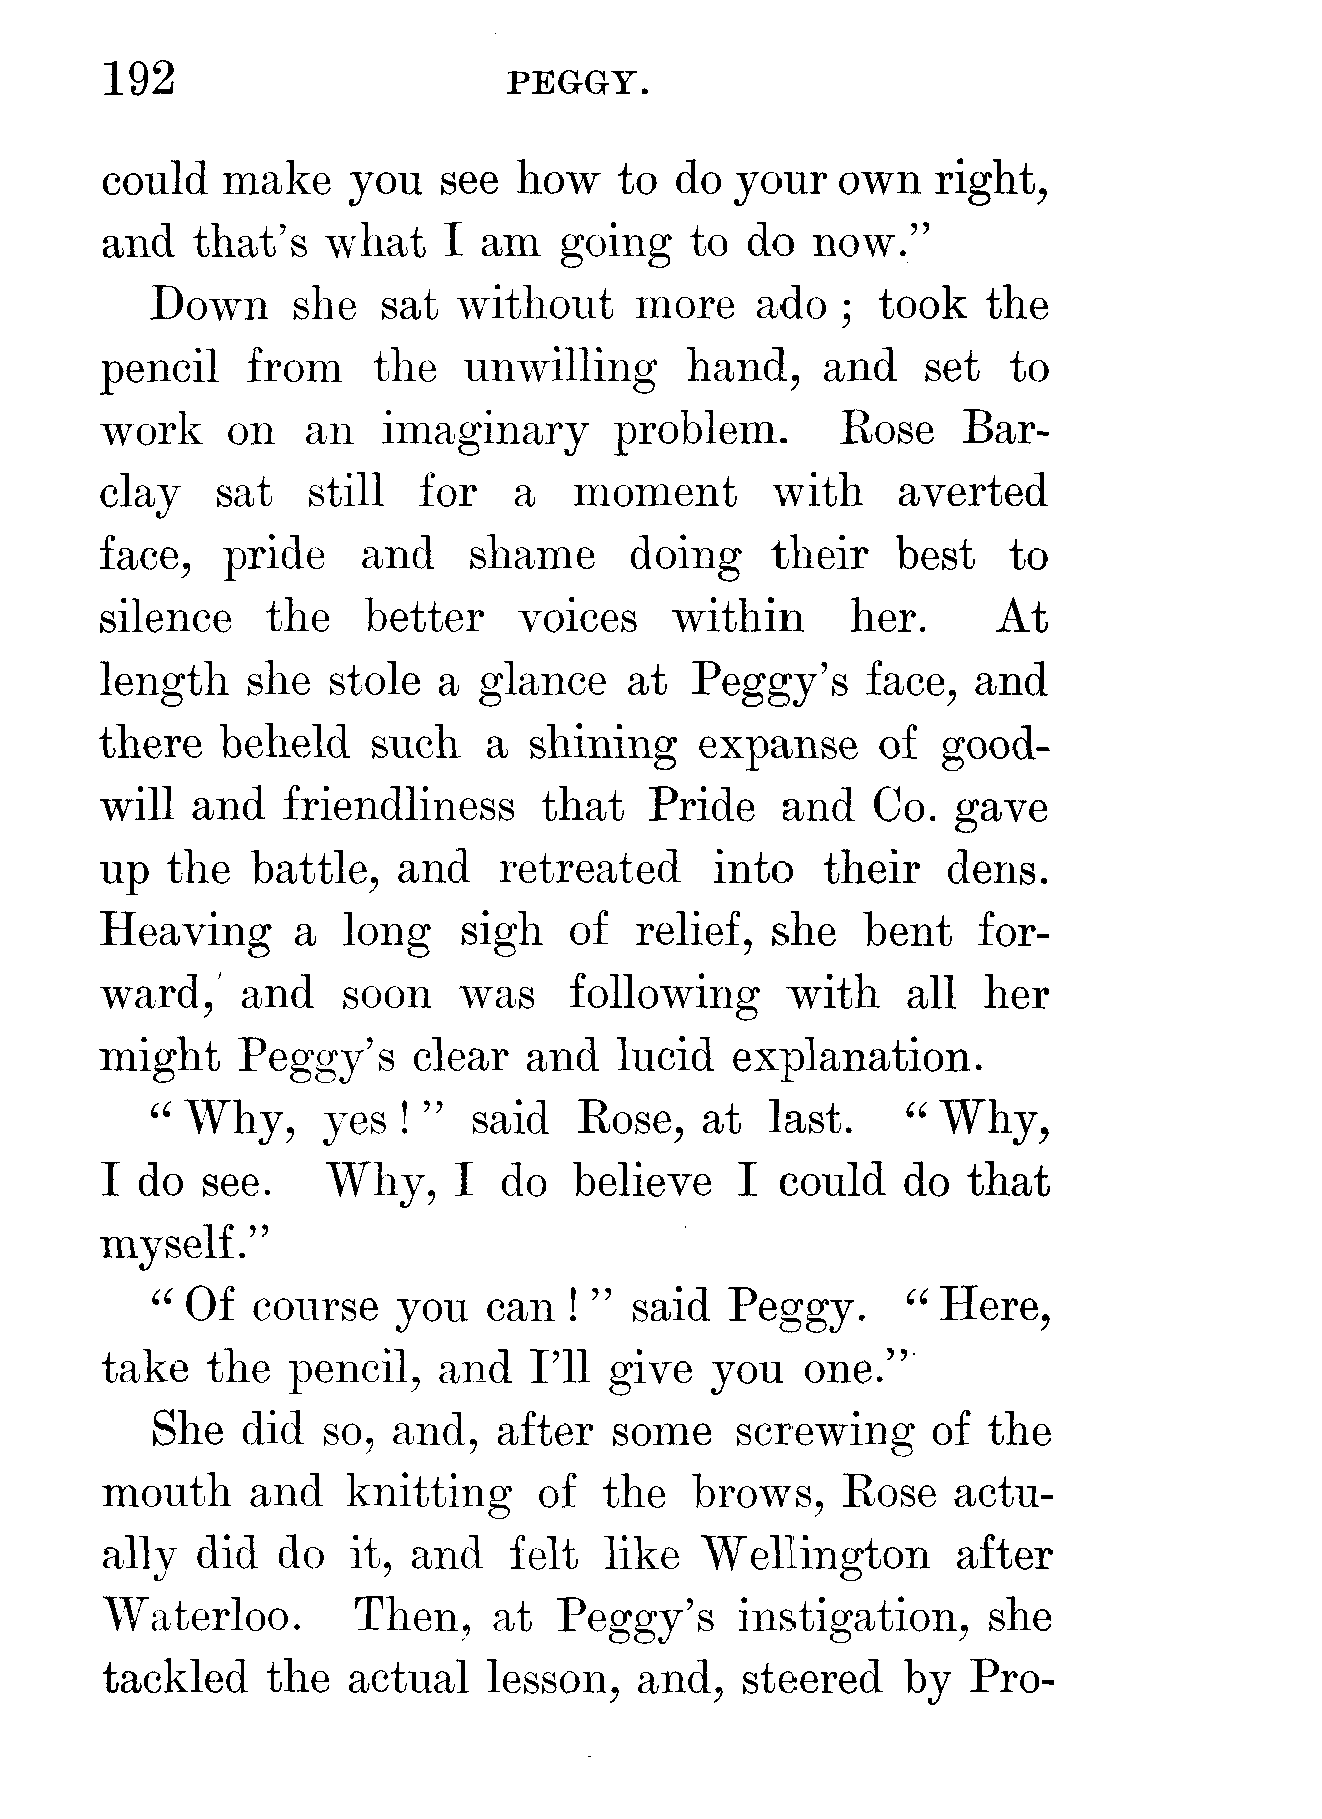 192 PEGGY.
could make you see how to do your own right,
and that's what I am going to do now."
Down she sat without more ado ; took the
pencil from the unwilling hand, and set to
work on an imaginary problem. Rose Bar-
clay sat still for a moment with averted
face, pride and shame doing their best to
silence the better voices within her. At
length she stole a glance at Peggy's face, and
there beheld such a shining expanse of good-
will and friendliness that Pride and Co. gave
up the battle, and retreated into their dens.
Heaving a long sigh of relief, she bent for-
ward, and soon was following with all her
might Peggy's clear and lucid explanation.
" Why, yes ! " said Rose, at last. " Why,
I do see. Why, I do believe I could do that
myself."
" Of course you can ! " said Peggy. " Here,
take the pencil, and I'll give you one."
She did so, and, after some screwing of the
mouth and knitting of the brows, Rose actu-
ally did do it, and felt like Wellington after
Waterloo. Then, at Peggy's instigation, she
tackled the actual lesson, and, steered by Pro-